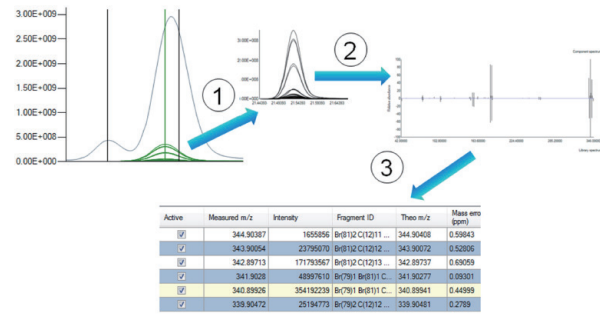 3.00E+009
2.50E+009
2.00E+009
1.50E+009
1.00E+009
5.00E+008
0.00E+000
1
2
3
Active Measured m/z Intensity Fragment ID Theo m/z Mass erro (ppm)
344.90387 1655856 Br(81)2 C(12)11 ... 344.90408 0.59843
343.90054 23795070 Br(81)2 C(12)12 ... 343.90072 0.52806
342.89713 171793567 Br(81)2 C(12)13 ... 342.89737 0.69059
341.9028 48997610 Br(79)1 Br(81)1 C... 341.90277 0.09301
340.89926 354192239 Br(79)1 Br(81)1 C... 340.89941 0.44999
339.90472 25194773 Br(79)2 C(12)12 ... 339.90481 0.2789